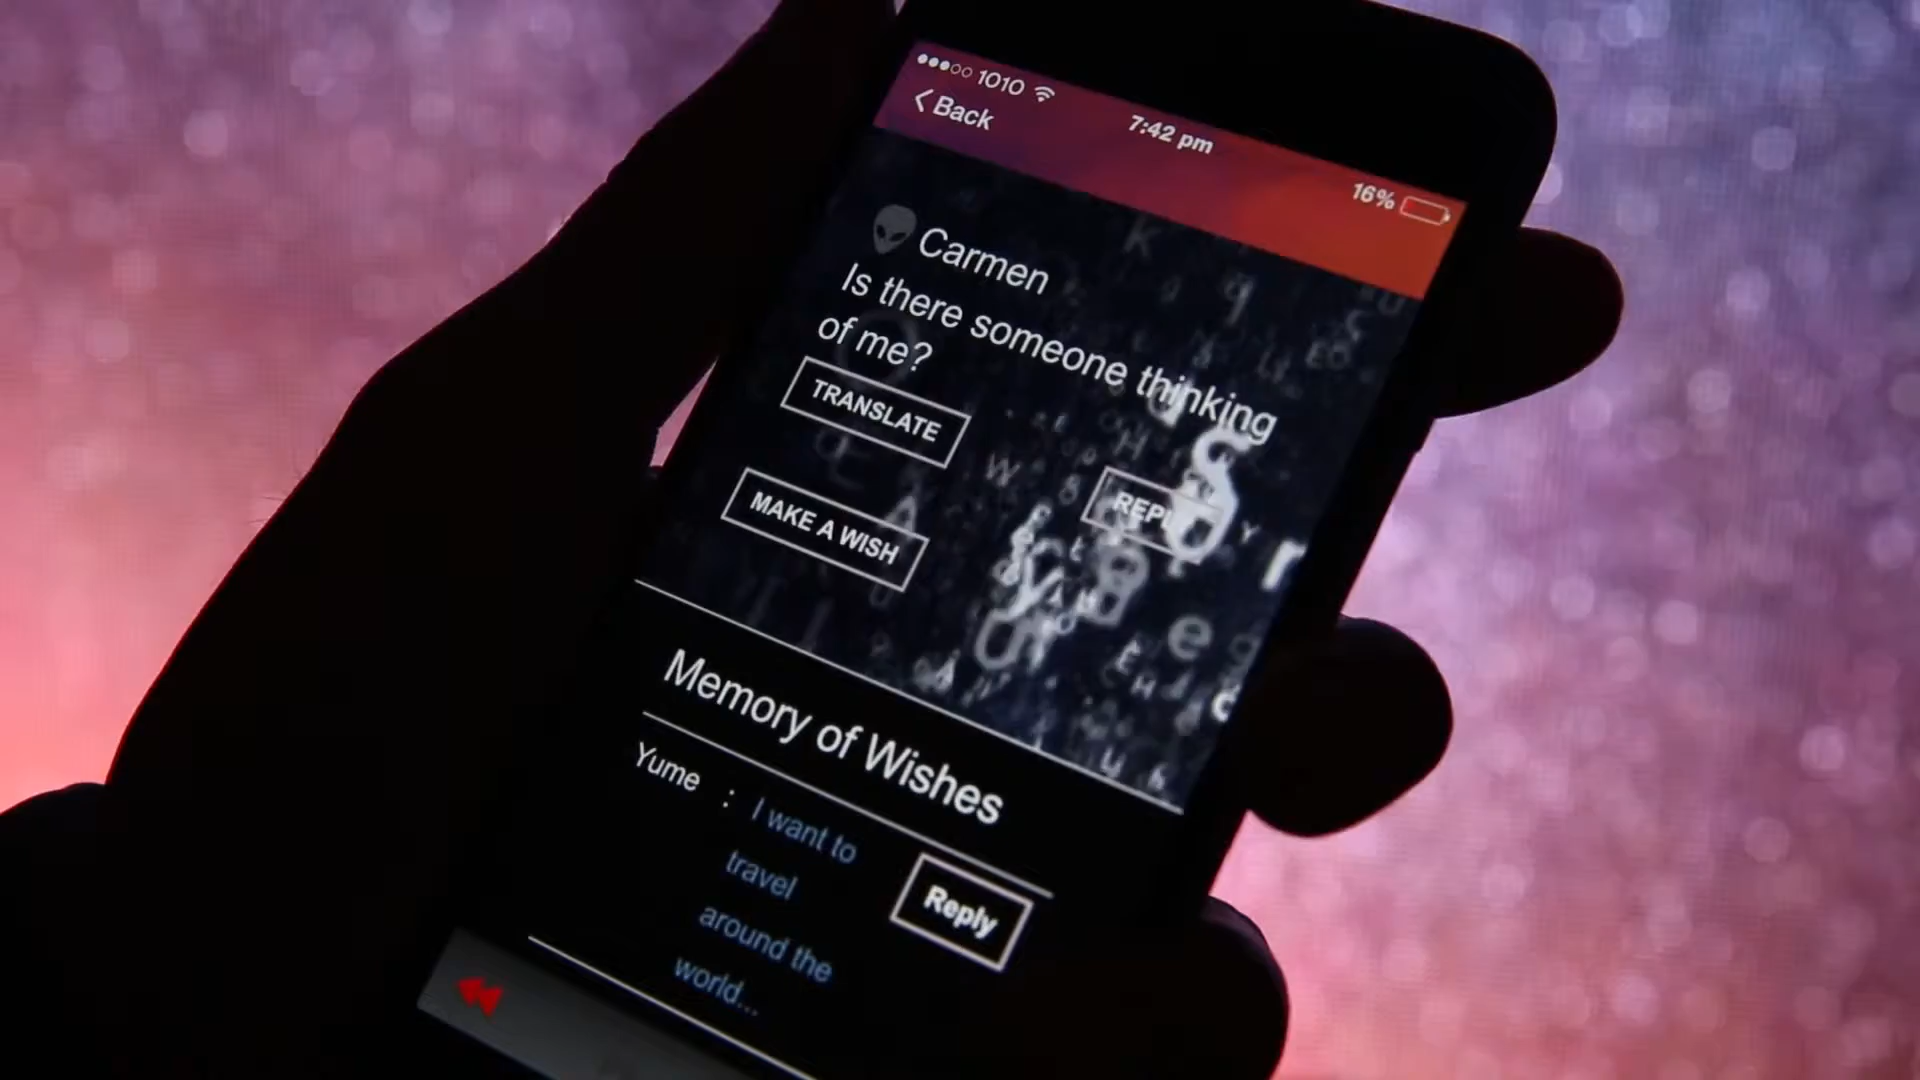 1010
7:42 pm
16%
Back
Carmen
Is there someone thinking
of me?
TRANSLATE
MAKE A WISH
Memory of Wishes
Yume : I want to
travel
around the
world...
Reply